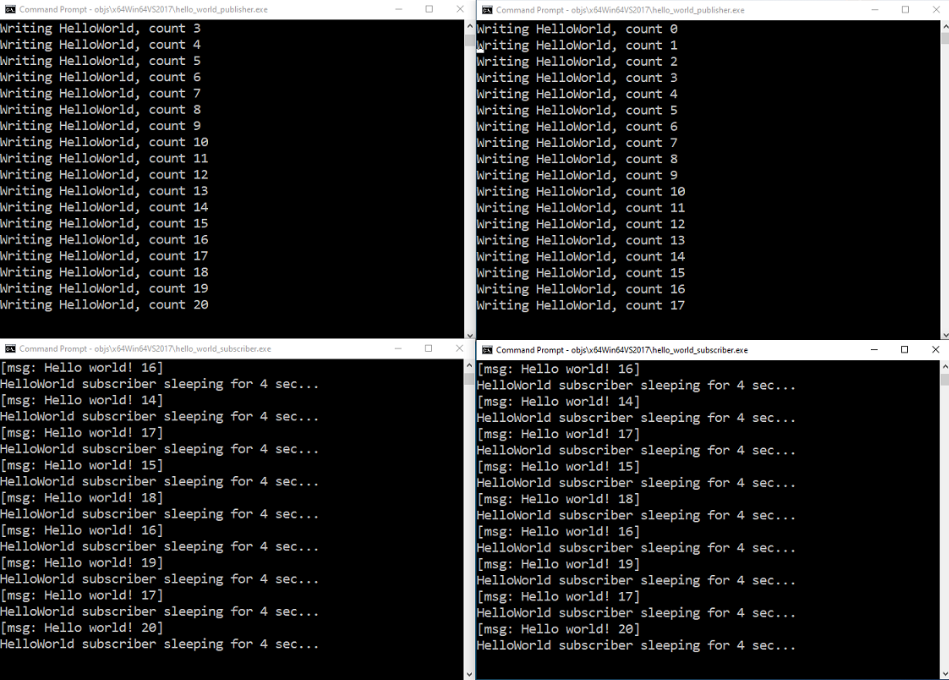 Command Prompt - objs\x64Win64VS2017\hello_world_publisher.exe
Writing HelloWorld, count 3
Writing HelloWorld, count 4
Writing HelloWorld, count 5
Writing HelloWorld, count 6
Writing HelloWorld, count 7
Writing HelloWorld, count 8
Writing HelloWorld, count 9
Writing HelloWorld, count 10
Writing HelloWorld, count 11
Writing HelloWorld, count 12
Writing HelloWorld, count 13
Writing HelloWorld, count 14
Writing HelloWorld, count 15
Writing HelloWorld, count 16
Writing HelloWorld, count 17
Writing HelloWorld, count 18
Writing HelloWorld, count 19
Writing HelloWorld, count 20
Command Prompt - objs\x64Win64VS2017\hello_world_publisher.exe
Writing HelloWorld, count 0
Writing HelloWorld, count 1
Writing HelloWorld, count 2
Writing HelloWorld, count 3
Writing HelloWorld, count 4
Writing HelloWorld, count 5
Writing HelloWorld, count 6
Writing HelloWorld, count 7
Writing HelloWorld, count 8
Writing HelloWorld, count 9
Writing HelloWorld, count 10
Writing HelloWorld, count 11
Writing HelloWorld, count 12
Writing HelloWorld, count 13
Writing HelloWorld, count 14
Writing HelloWorld, count 15
Writing HelloWorld, count 16
Writing HelloWorld, count 17
Command Prompt - objs\x64Win64VS2017\hello_world_subscriber.exe
[msg: Hello world! 16]
HelloWorld subscriber sleeping for 4 sec...
[msg: Hello world! 14]
HelloWorld subscriber sleeping for 4 sec...
[msg: Hello world! 17]
HelloWorld subscriber sleeping for 4 sec...
[msg: Hello world! 15]
HelloWorld subscriber sleeping for 4 sec...
[msg: Hello world! 18]
HelloWorld subscriber sleeping for 4 sec...
[msg: Hello world! 16]
HelloWorld subscriber sleeping for 4 sec...
[msg: Hello world! 19]
HelloWorld subscriber sleeping for 4 sec...
[msg: Hello world! 17]
HelloWorld subscriber sleeping for 4 sec...
[msg: Hello world! 20]
HelloWorld subscriber sleeping for 4 sec...
Command Prompt - objs\x64Win64VS2017\hello_world_subscriber.exe
[msg: Hello world! 16]
HelloWorld subscriber sleeping for 4 sec...
[msg: Hello world! 14]
HelloWorld subscriber sleeping for 4 sec...
[msg: Hello world! 17]
HelloWorld subscriber sleeping for 4 sec...
[msg: Hello world! 15]
HelloWorld subscriber sleeping for 4 sec...
[msg: Hello world! 18]
HelloWorld subscriber sleeping for 4 sec...
[msg: Hello world! 16]
HelloWorld subscriber sleeping for 4 sec...
[msg: Hello world! 19]
HelloWorld subscriber sleeping for 4 sec...
[msg: Hello world! 17]
HelloWorld subscriber sleeping for 4 sec...
[msg: Hello world! 20]
HelloWorld subscriber sleeping for 4 sec...